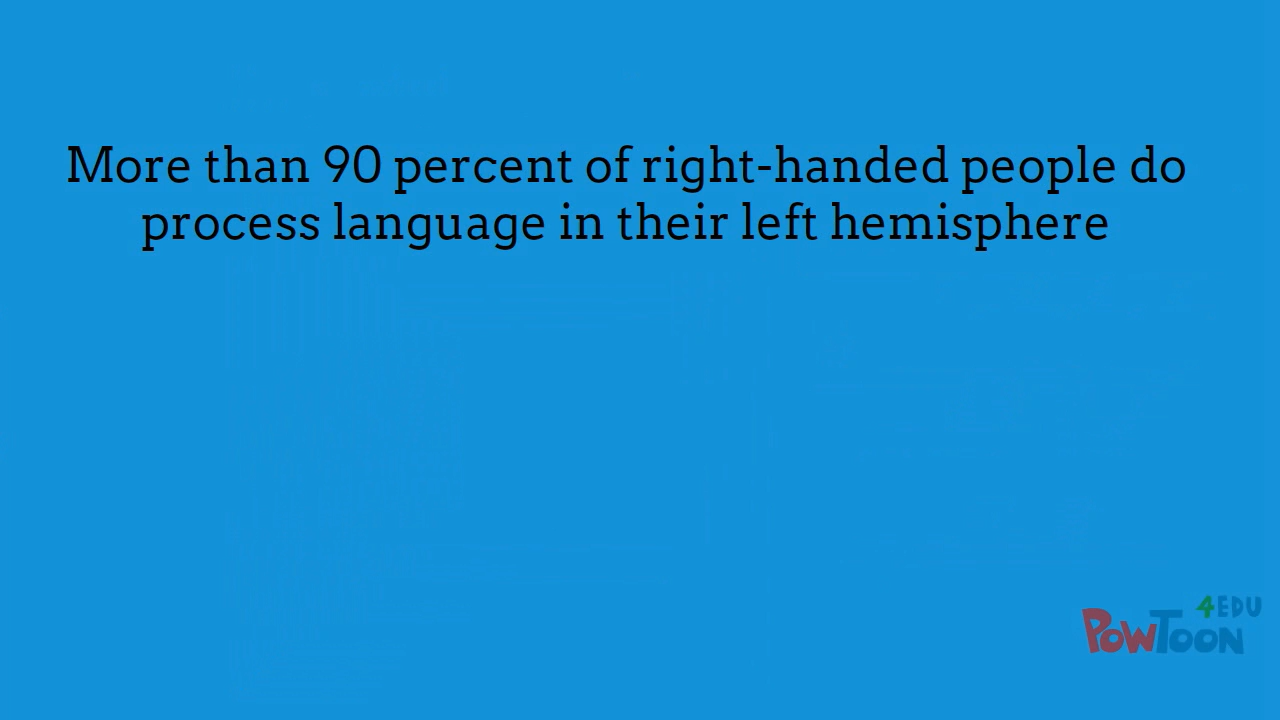 More than 90 percent of right-handed people do
process language in their left hemisphere
4EDU
POWTOON